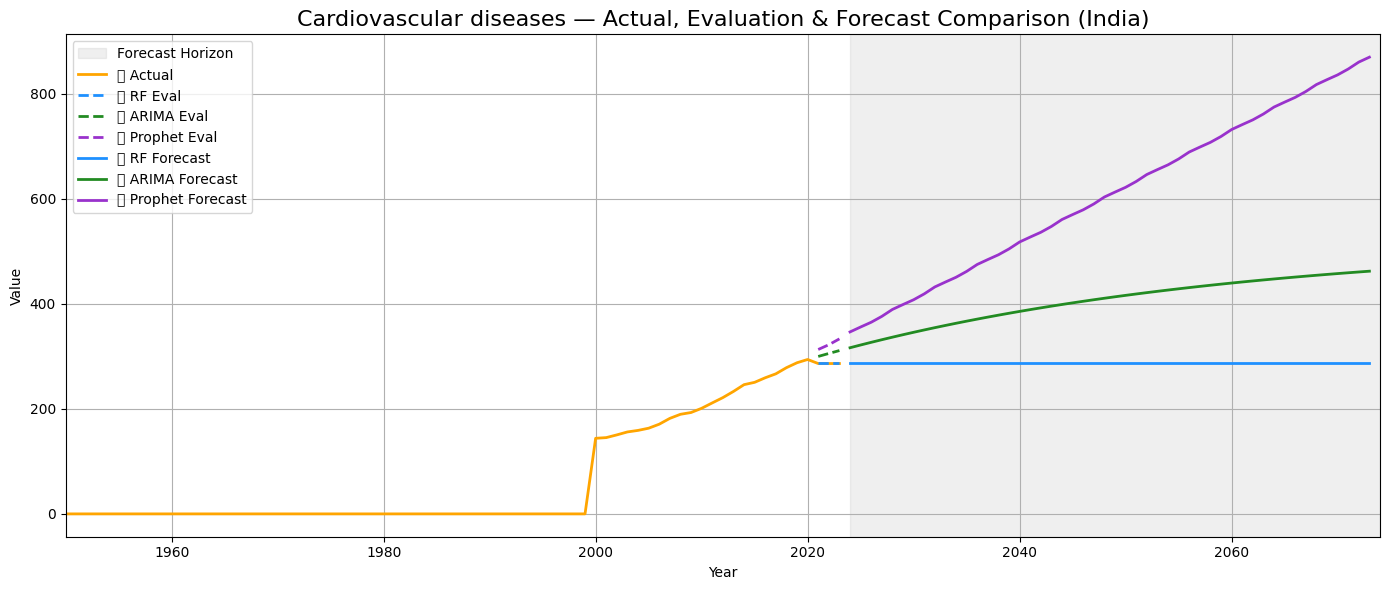 Cardiovascular diseases — Actual, Evaluation & Forecast Comparison (India)
Forecast Horizon
Actual
RF Eval
ARIMA Eval
Prophet Eval
RF Forecast
ARIMA Forecast
Prophet Forecast
Value
800
600
400
200
0
1960 1980 2000 2020 2040 2060
Year